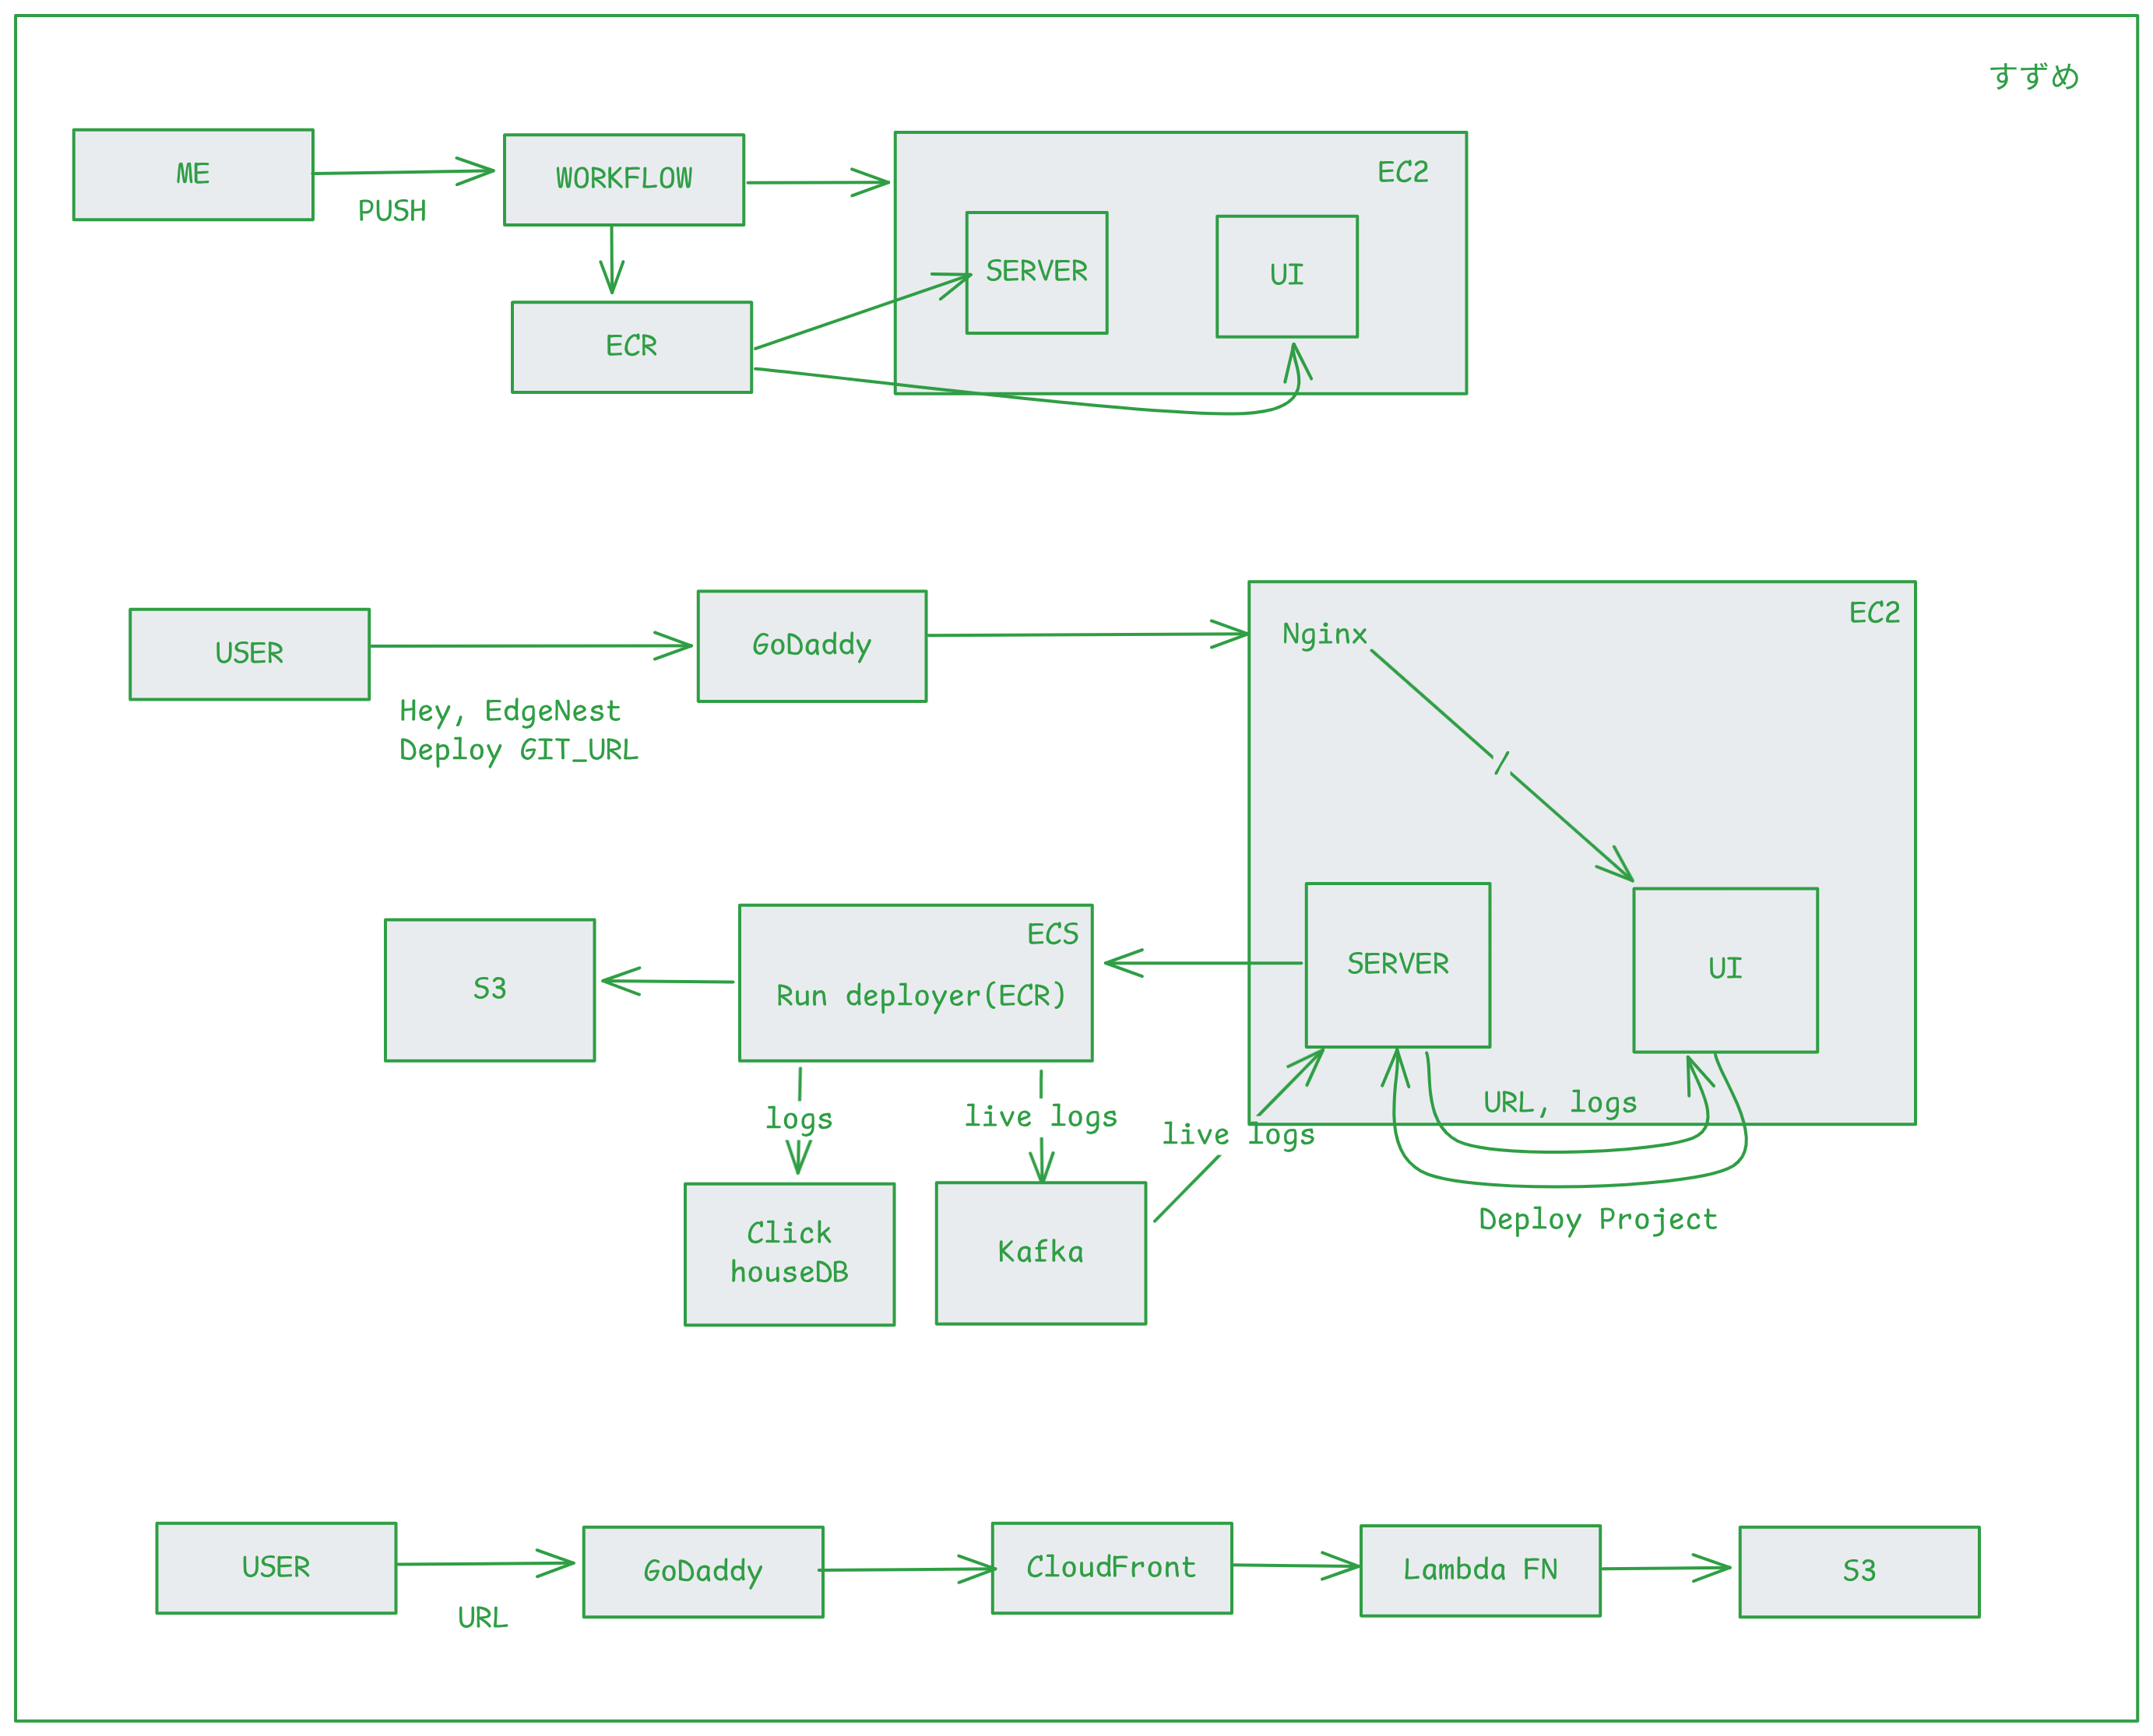 すずめ
ME
PUSH
WORKFLOW
EC2
SERVER
UI
ECR
USER
Hey, EdgeNest
Deploy GIT_URL
GoDaddy
EC2
Nginx
/
S3
ECS
Run deployer(ECR)
SERVER
UI
logs
live logs
live logs
URL, logs
Deploy Project
Click
houseDB
Kafka
USER
URL
GoDaddy
CloudFront
Lambda FN
S3